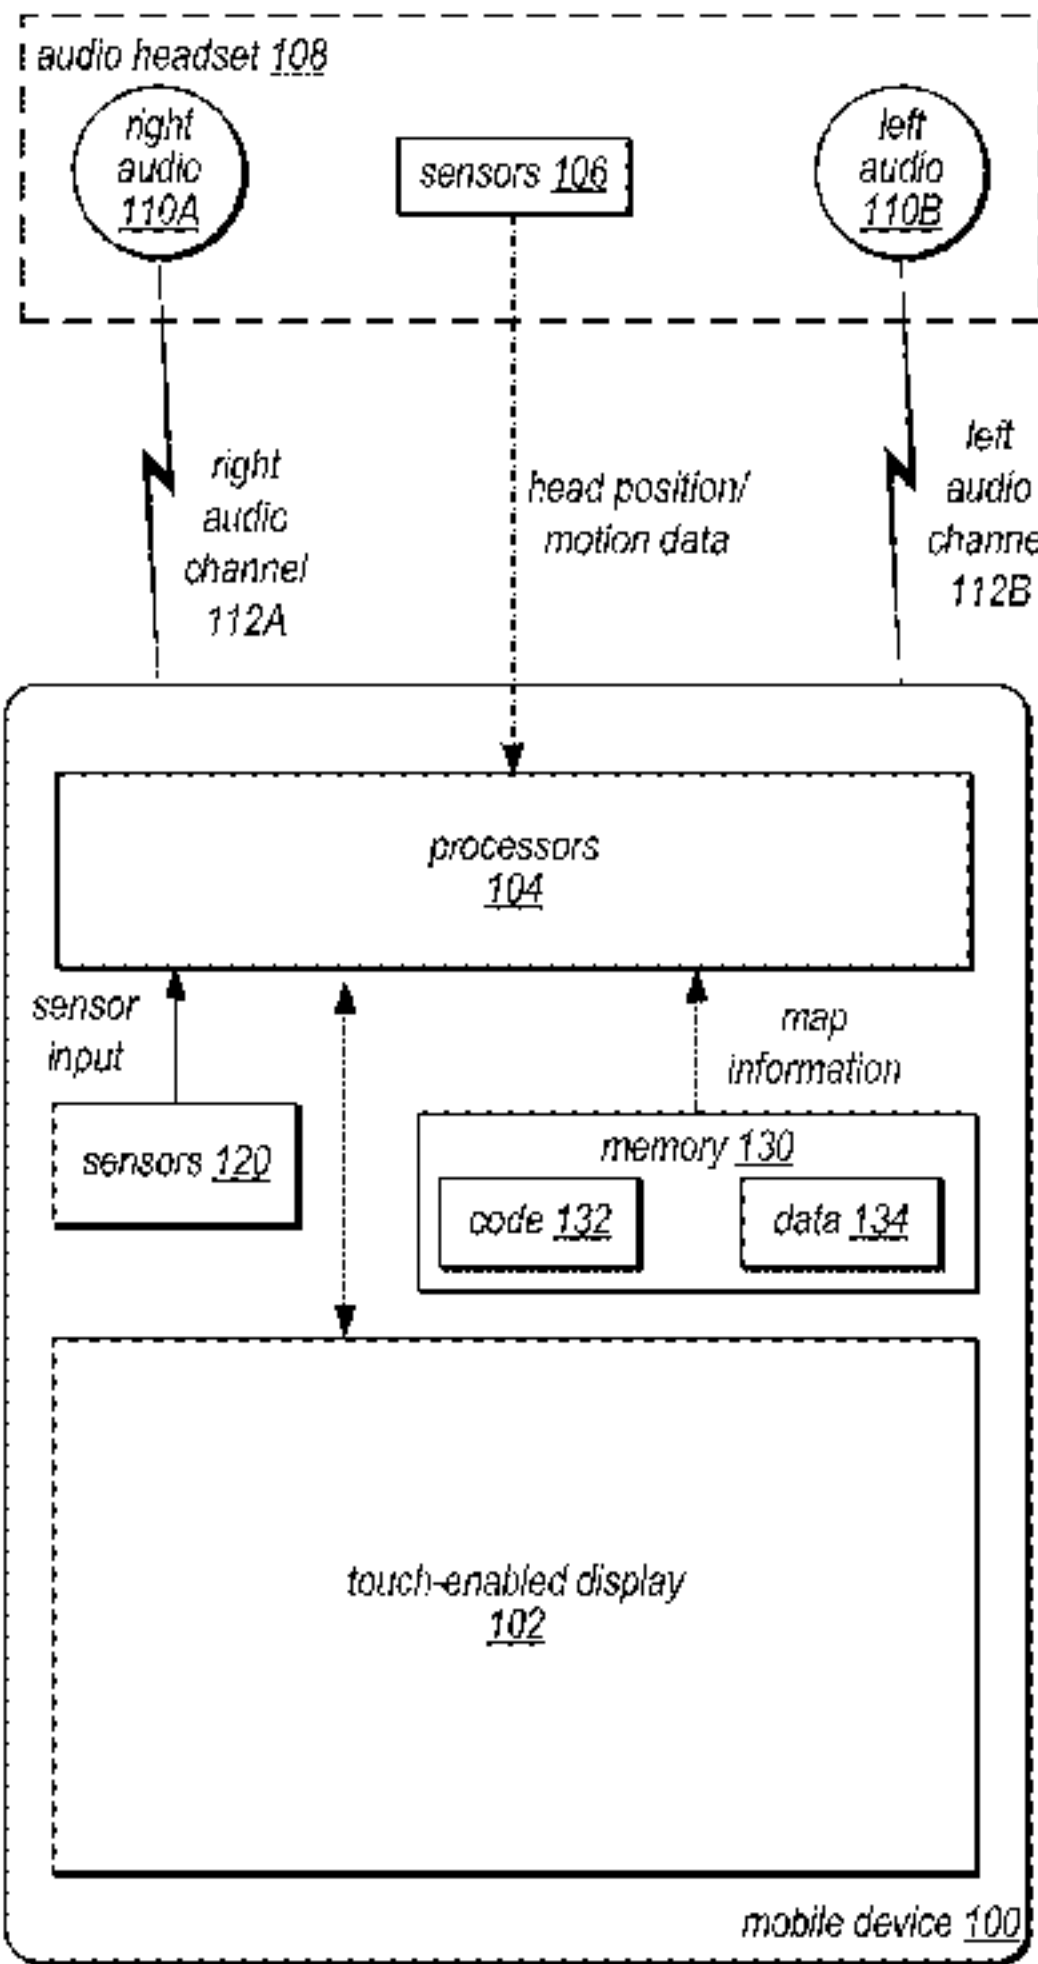 audio headset 108
right
audio
110A
sensors 106
left
audio
110B
right
audio
channel
112A
head position/
motion data
left
audio
channe
112B
processors
104
sensor
input
map
information
sensors 120
memory 130
code 132
data 134
touch-enabled display
102
mobile device 100